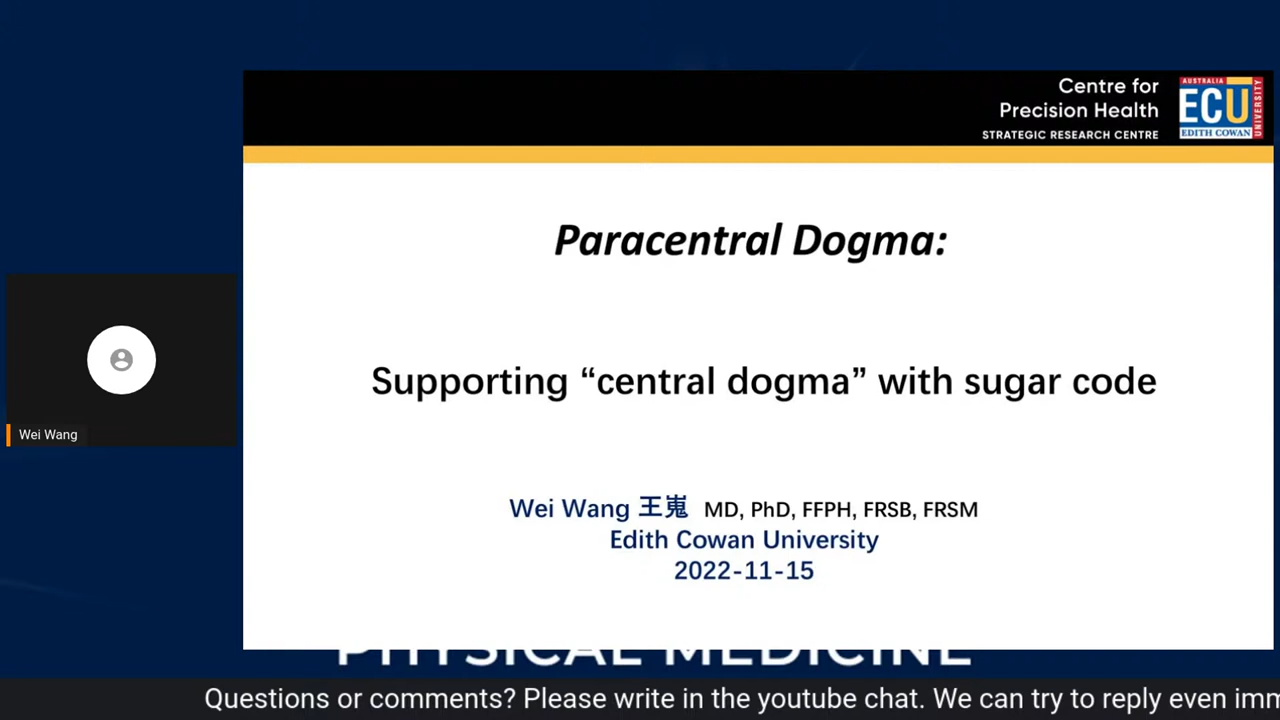 Centre for
Precision Health
STRATEGIC RESEARCH CENTRE
AUSTRALIA
ECU
EDITH COWAN
UNIVERSITY
Paracentral Dogma:
Supporting “central dogma” with sugar code
Wei Wang 王嵬 MD, PhD, FFPH, FRSB, FRSM
Edith Cowan University
2022-11-15
Wei Wang
PHYSICAL MEDICINE
Questions or comments? Please write in the youtube chat. We can try to reply even imm